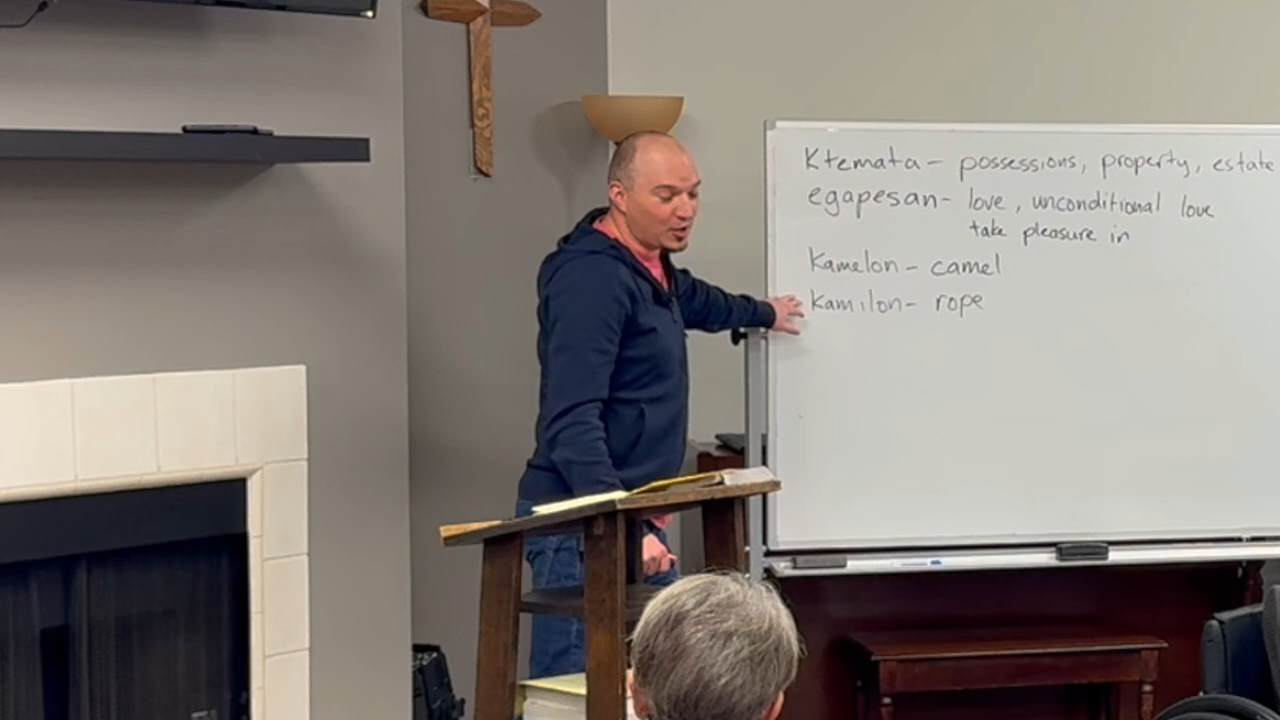 Ktemata - possessions, property, estate
egapesan - love, unconditional love
take pleasure in
Kamelon - camel
Kamilon - rope